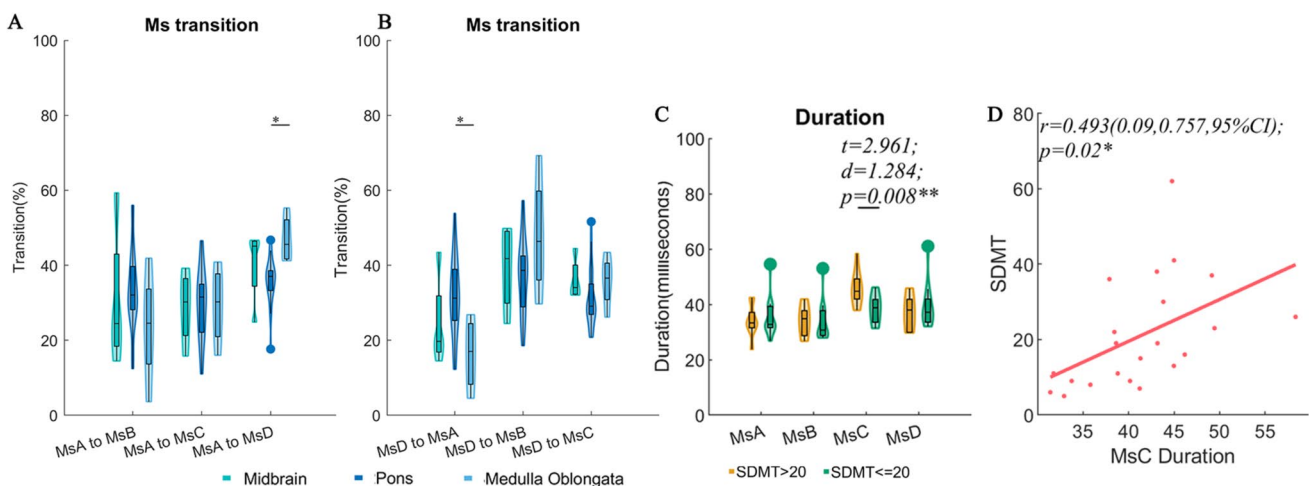 A
Ms transition
Transition(%)
100
80
60
40
20
0
*
MsA to MsB
MsA to MsC
MsA to MsD
B
Ms transition
Transition(%)
100
80
60
40
20
0
*
MsD to MsA
MsD to MsB
MsD to MsC
Midbrain
Pons
Medulla Oblongata
C
Duration
Duration(milliseconds)
100
80
60
40
20
0
t=2.961;
d=1.284;
p=0.008**
MsA
MsB
MsC
MsD
SDMT>20
SDMT<=20
D
SDMT
80
60
40
20
0
r=0.493(0.09,0.757,95%CI);
p=0.02*
35
40
45
50
55
MsC Duration